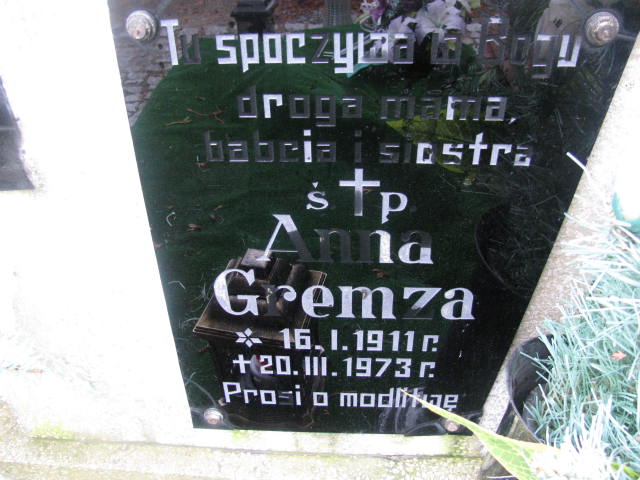 Tu spoczywa w Bogu
droga mama,
babcia i siostra
ś✝p.
Anna
Gremza
* 16.I.1911 r.
+ 20.III.1973 r.
Prosi o modlitwę